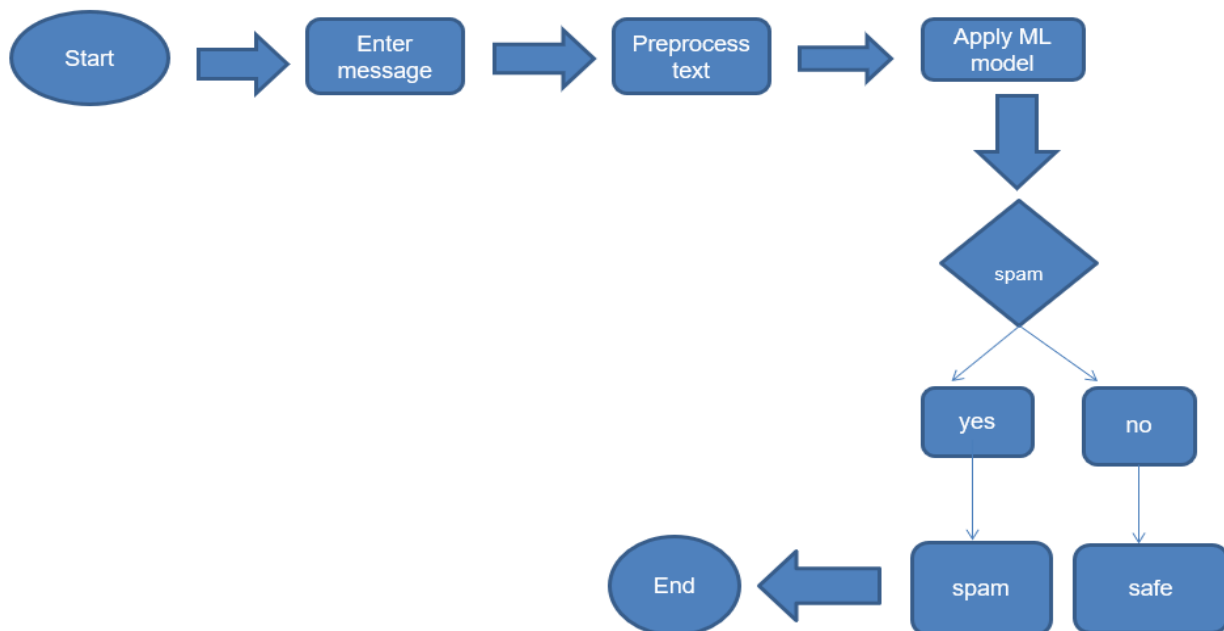 Start
Enter
message
Preprocess
text
Apply ML
model
spam
yes
no
End
spam
safe